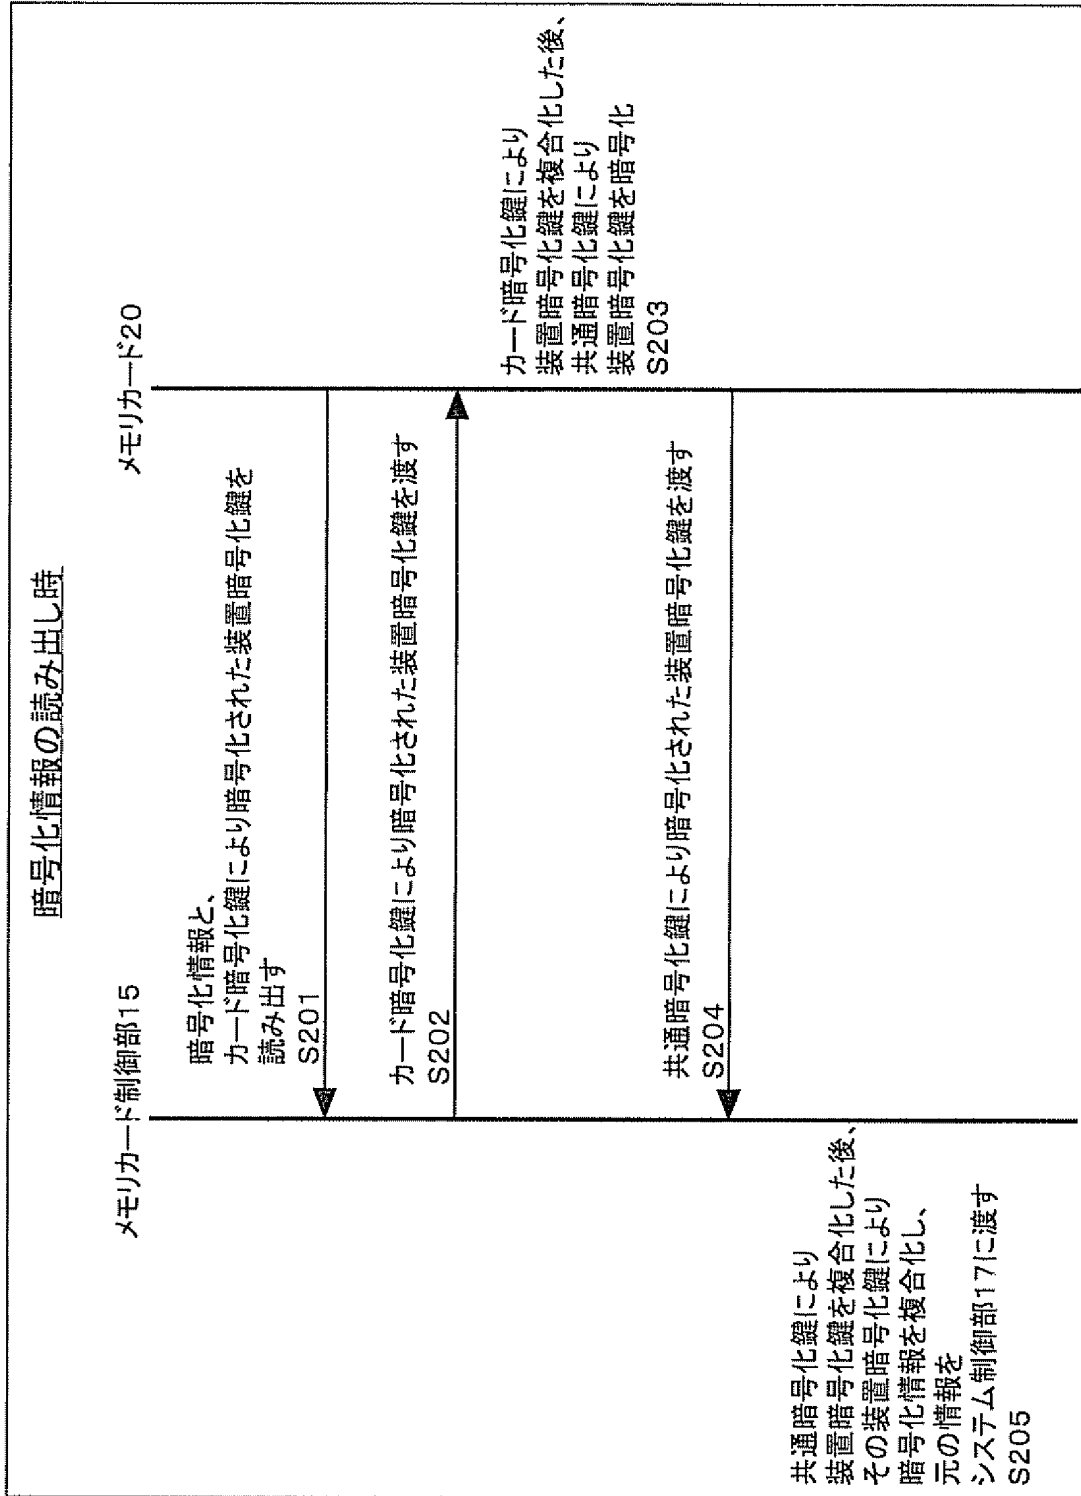 暗号化情報の読み出し時
メモリカード制御部15
メモリカード20
暗号化情報と、
カード暗号化鍵により暗号化された装置暗号化鍵を
読み出す
S201
カード暗号化鍵により暗号化された装置暗号化鍵を渡す
S202
カード暗号化鍵により
装置暗号化鍵を複合化した後、
共通暗号化鍵により
装置暗号化鍵を暗号化
S203
共通暗号化鍵により暗号化された装置暗号化鍵を渡す
S204
共通暗号化鍵により
装置暗号化鍵を複合化した後、
その装置暗号化鍵により
暗号化情報を複合化し、
元の情報を
システム制御部17に渡す
S205